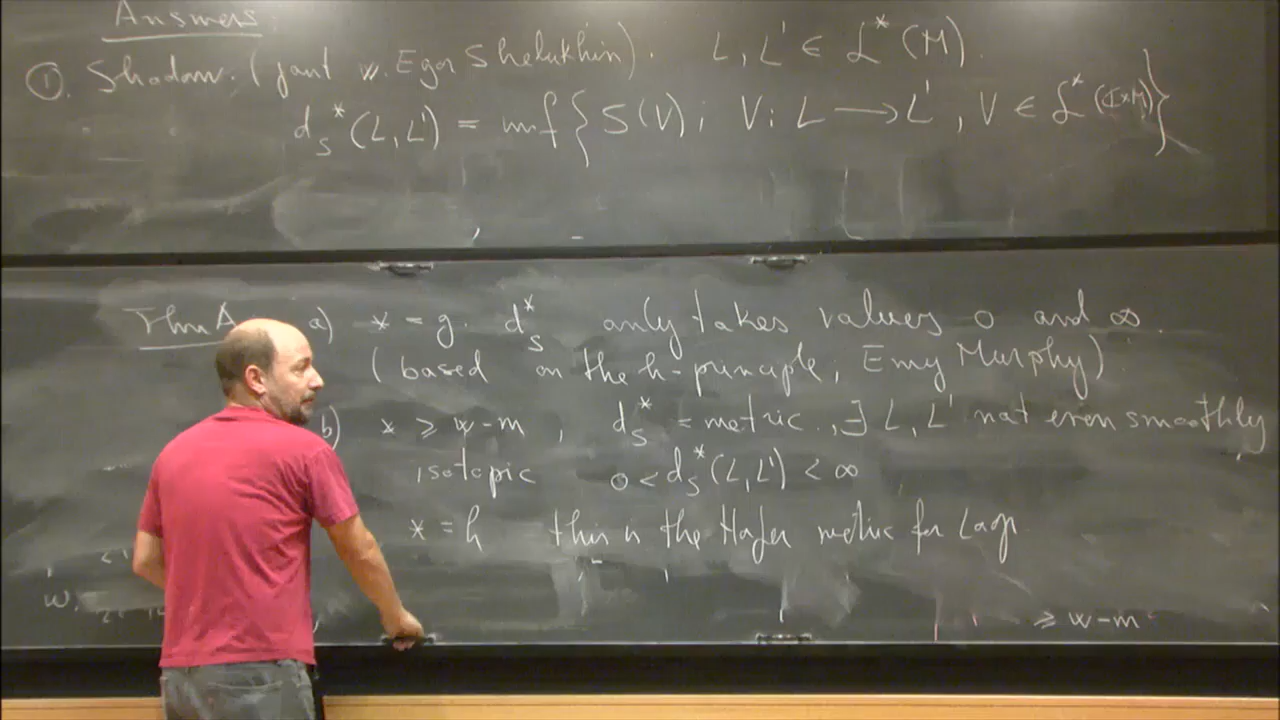 Answers
① Shadow. (joint w. Egor Shelukhin). L, L' ∈ ℒ*(M).
d_s^*(L,L') = inf { S(V); V: L ⟶ L', V ∈ ℒ*(ℂ×M) }
Thm A a) * = g. d_s^* only takes values 0 and ∞.
(based on the h-principle, Emy Murphy)
b) * ≥ w-m, d_s^* = metric., ∃ L, L' not even smoothly
isotopic 0 < d_s^*(L,L') < ∞
* = h this is the Hofer metric for Lagr
≥ w-m